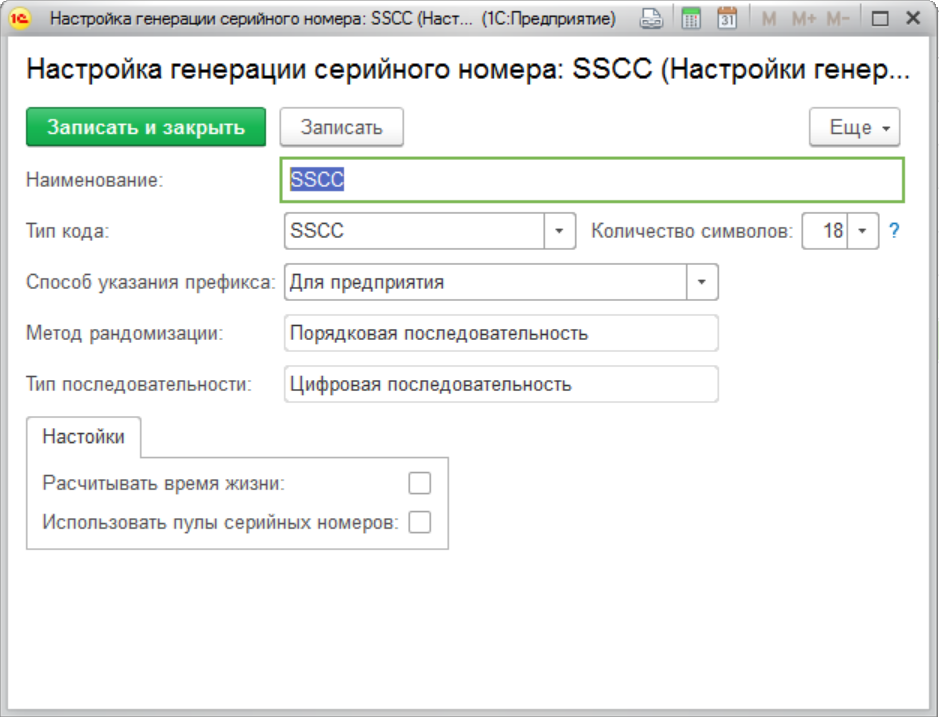 Настройка генерации серийного номера: SSCC (Наст... (1С:Предприятие) 31 M M+ M-
Настройка генерации серийного номера: SSCC (Настройки генер...
Записать и закрыть Записать Еще
Наименование: SSCC
Тип кода: SSCC Количество символов: 18 ?
Способ указания префикса: Для предприятия
Метод рандомизации: Порядковая последовательность
Тип последовательности: Цифровая последовательность
Настойки
Расчитывать время жизни:
Использовать пулы серийных номеров: